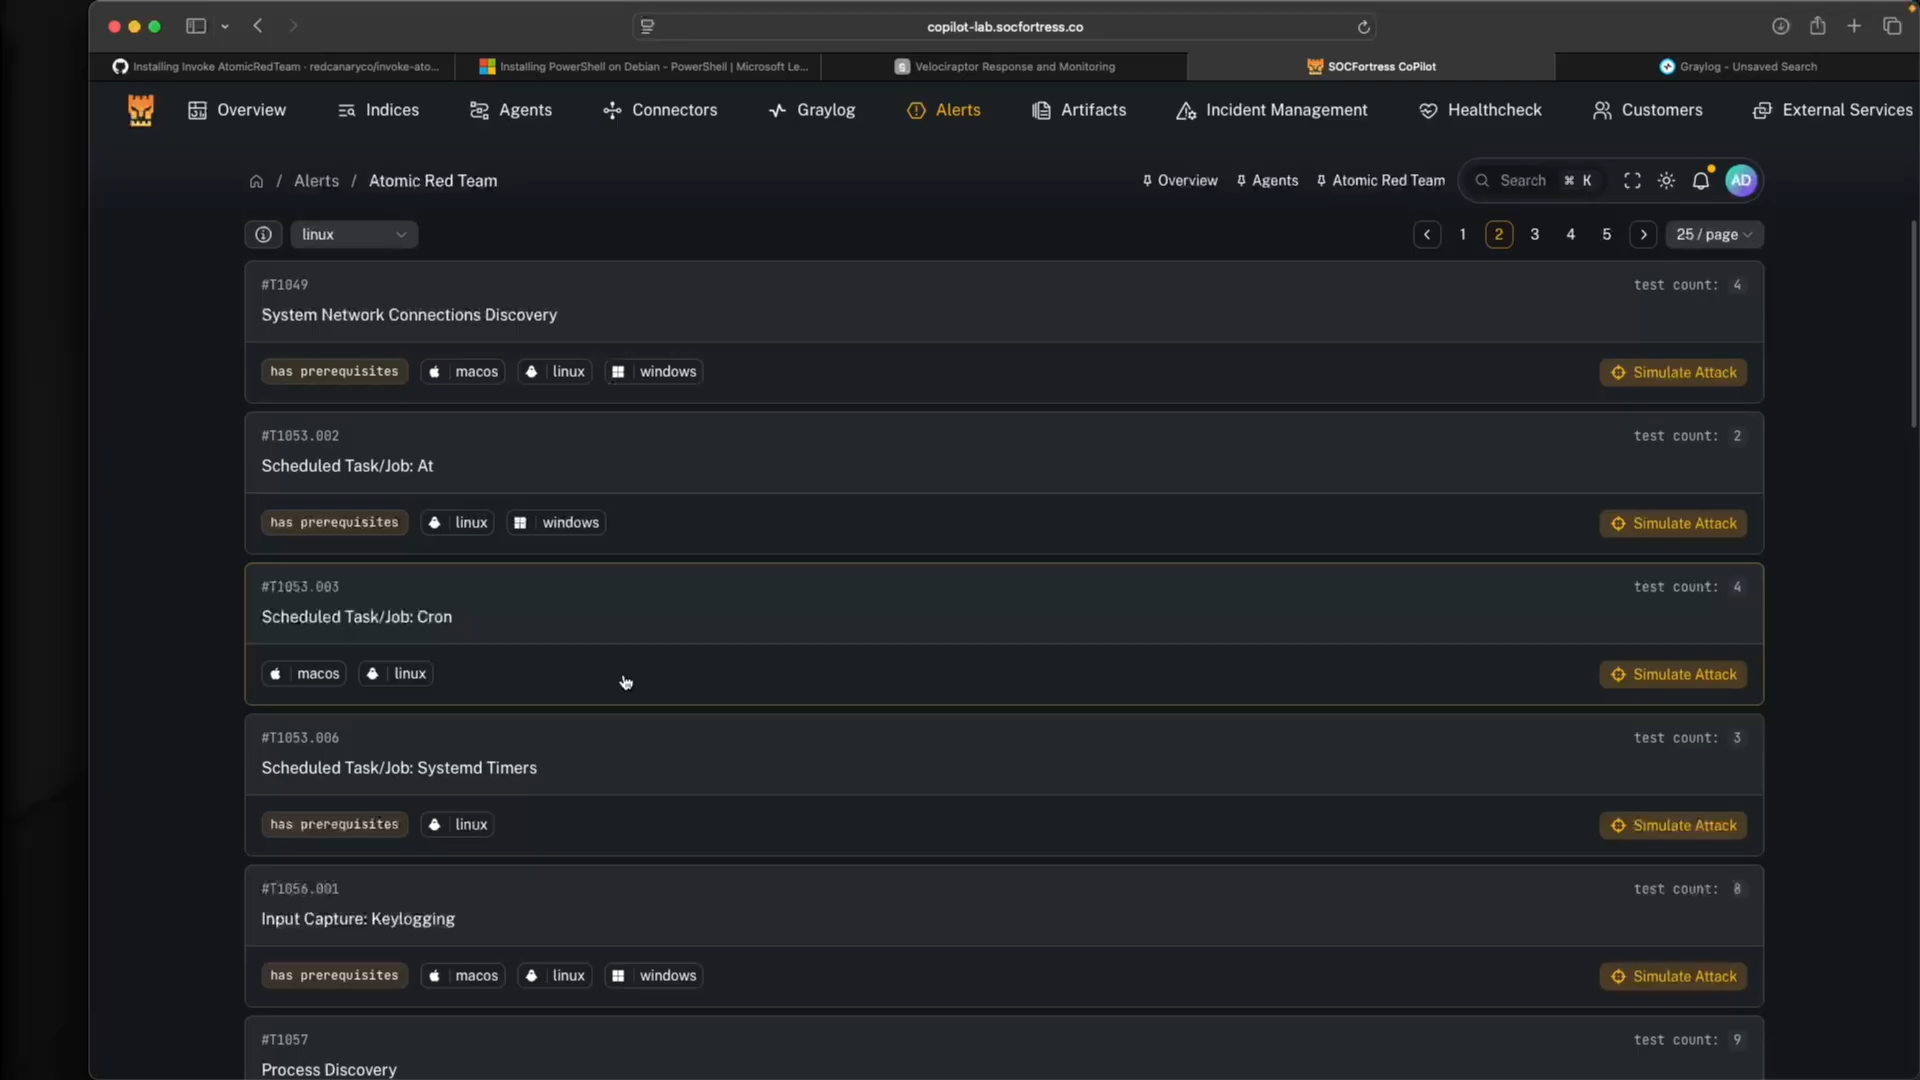 copilot-lab.socfortress.co
Installing Invoke AtomicRedTeam · redcanaryco/invoke-ato...
Installing PowerShell on Debian - PowerShell | Microsoft Le...
Velociraptor Response and Monitoring
SOCFortress CoPilot
Graylog - Unsaved Search
Overview
Indices
Agents
Connectors
Graylog
Alerts
Artifacts
Incident Management
Healthcheck
Customers
External Services
/ Alerts / Atomic Red Team
Overview
Agents
Atomic Red Team
Search ⌘ K
AD
linux
1 2 3 4 5
25 / page
#T1049
test count: 4
System Network Connections Discovery
has prerequisites macos linux windows
Simulate Attack
#T1053.002
test count: 2
Scheduled Task/Job: At
has prerequisites linux windows
Simulate Attack
#T1053.003
test count: 4
Scheduled Task/Job: Cron
macos linux
Simulate Attack
#T1053.006
test count: 3
Scheduled Task/Job: Systemd Timers
has prerequisites linux
Simulate Attack
#T1056.001
test count: 8
Input Capture: Keylogging
has prerequisites macos linux windows
Simulate Attack
#T1057
test count: 9
Process Discovery